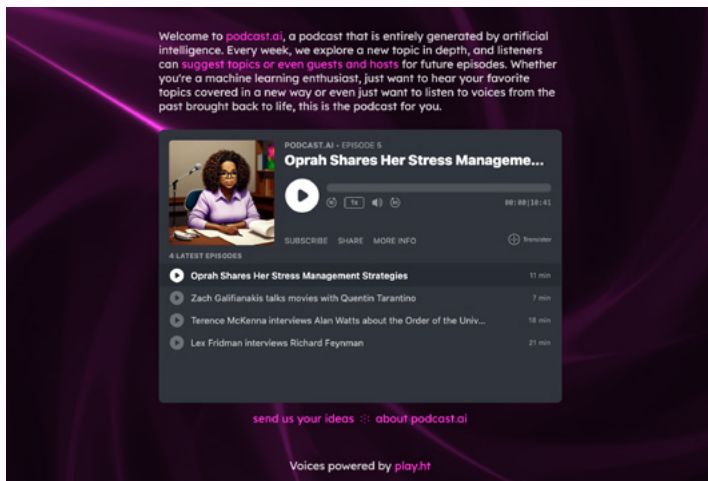 Welcome to podcast.ai, a podcast that is entirely generated by artificial
intelligence. Every week, we explore a new topic in depth, and listeners
can suggest topics or even guests and hosts for future episodes. Whether
you're a machine learning enthusiast, just want to hear your favorite
topics covered in a new way or even just want to listen to voices from the
past brought back to life, this is the podcast for you.
PODCAST.AI • EPISODE 5
Oprah Shares Her Stress Manageme...
1x
00:00|10:41
SUBSCRIBE SHARE MORE INFO
Transistor
4 LATEST EPISODES
Oprah Shares Her Stress Management Strategies 11 min
Zach Galifianakis talks movies with Quentin Tarantino 7 min
Terence McKenna interviews Alan Watts about the Order of the Univ... 18 min
Lex Fridman interviews Richard Feynman 21 min
send us your ideas about podcast.ai
Voices powered by play.ht